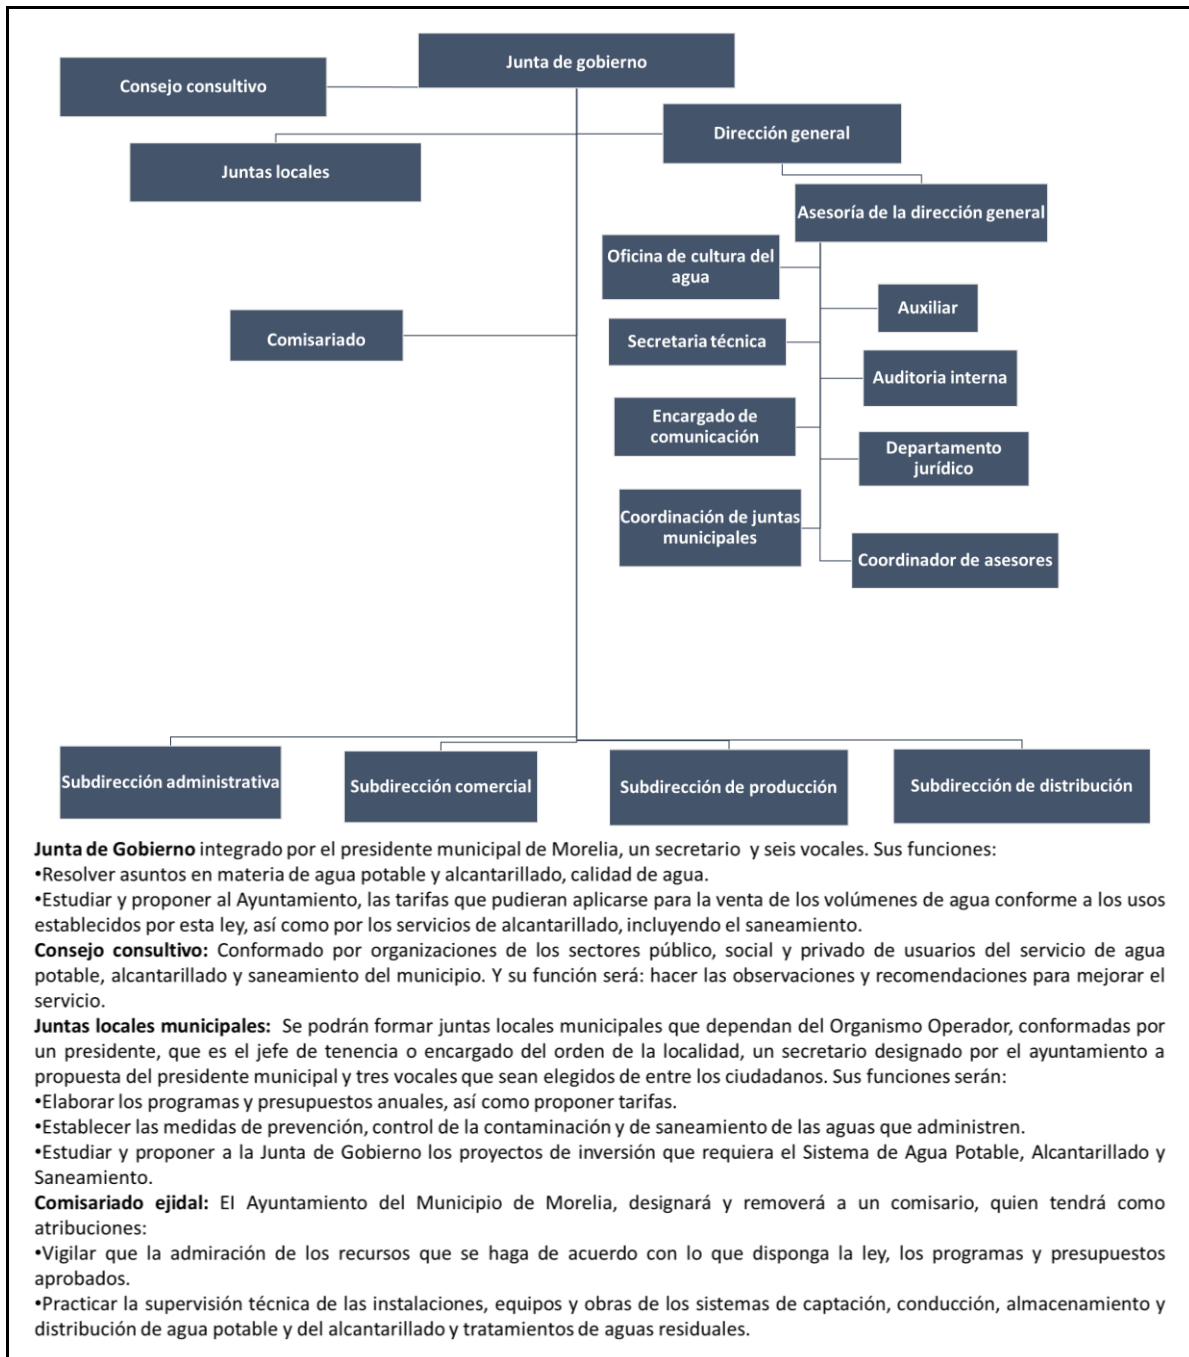 Junta de gobierno
Consejo consultivo
Dirección general
Juntas locales
Asesoría de la dirección general
Oficina de cultura del
agua
Auxiliar
Comisariado
Secretaria técnica
Auditoria interna
Encargado de
comunicación
Departamento
jurídico
Coordinación de juntas
municipales
Coordinador de asesores
Subdirección administrativa
Subdirección comercial
Subdirección de producción
Subdirección de distribución
Junta de Gobierno integrado por el presidente municipal de Morelia, un secretario y seis vocales. Sus funciones:
•Resolver asuntos en materia de agua potable y alcantarillado, calidad de agua.
•Estudiar y proponer al Ayuntamiento, las tarifas que pudieran aplicarse para la venta de los volúmenes de agua conforme a los usos
establecidos por esta ley, así como por los servicios de alcantarillado, incluyendo el saneamiento.
Consejo consultivo: Conformado por organizaciones de los sectores público, social y privado de usuarios del servicio de agua
potable, alcantarillado y saneamiento del municipio. Y su función será: hacer las observaciones y recomendaciones para mejorar el
servicio.
Juntas locales municipales: Se podrán formar juntas locales municipales que dependan del Organismo Operador, conformadas por
un presidente, que es el jefe de tenencia o encargado del orden de la localidad, un secretario designado por el ayuntamiento a
propuesta del presidente municipal y tres vocales que sean elegidos de entre los ciudadanos. Sus funciones serán:
•Elaborar los programas y presupuestos anuales, así como proponer tarifas.
•Establecer las medidas de prevención, control de la contaminación y de saneamiento de las aguas que administren.
•Estudiar y proponer a la Junta de Gobierno los proyectos de inversión que requiera el Sistema de Agua Potable, Alcantarillado y
Saneamiento.
Comisariado ejidal: El Ayuntamiento del Municipio de Morelia, designará y removerá a un comisario, quien tendrá como
atribuciones:
•Vigilar que la admiración de los recursos que se haga de acuerdo con lo que disponga la ley, los programas y presupuestos
aprobados.
•Practicar la supervisión técnica de las instalaciones, equipos y obras de los sistemas de captación, conducción, almacenamiento y
distribución de agua potable y del alcantarillado y tratamientos de aguas residuales.